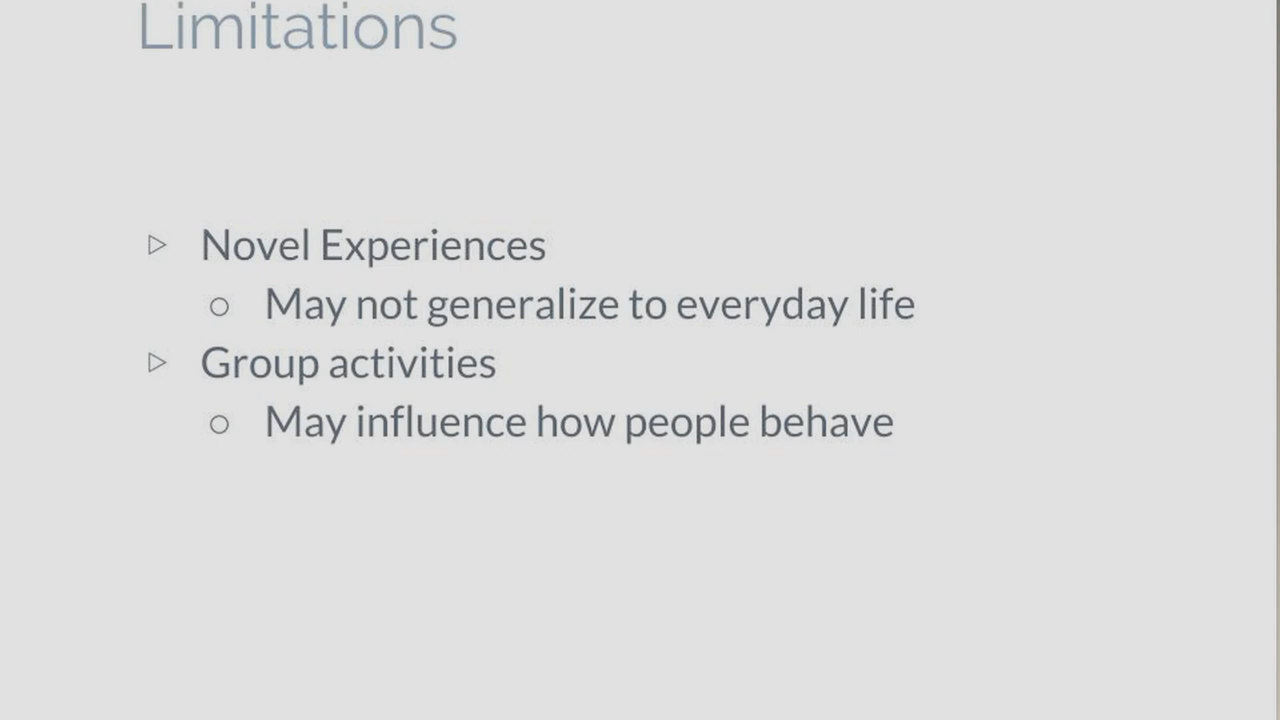 Limitations
▷ Novel Experiences
○ May not generalize to everyday life
▷ Group activities
○ May influence how people behave